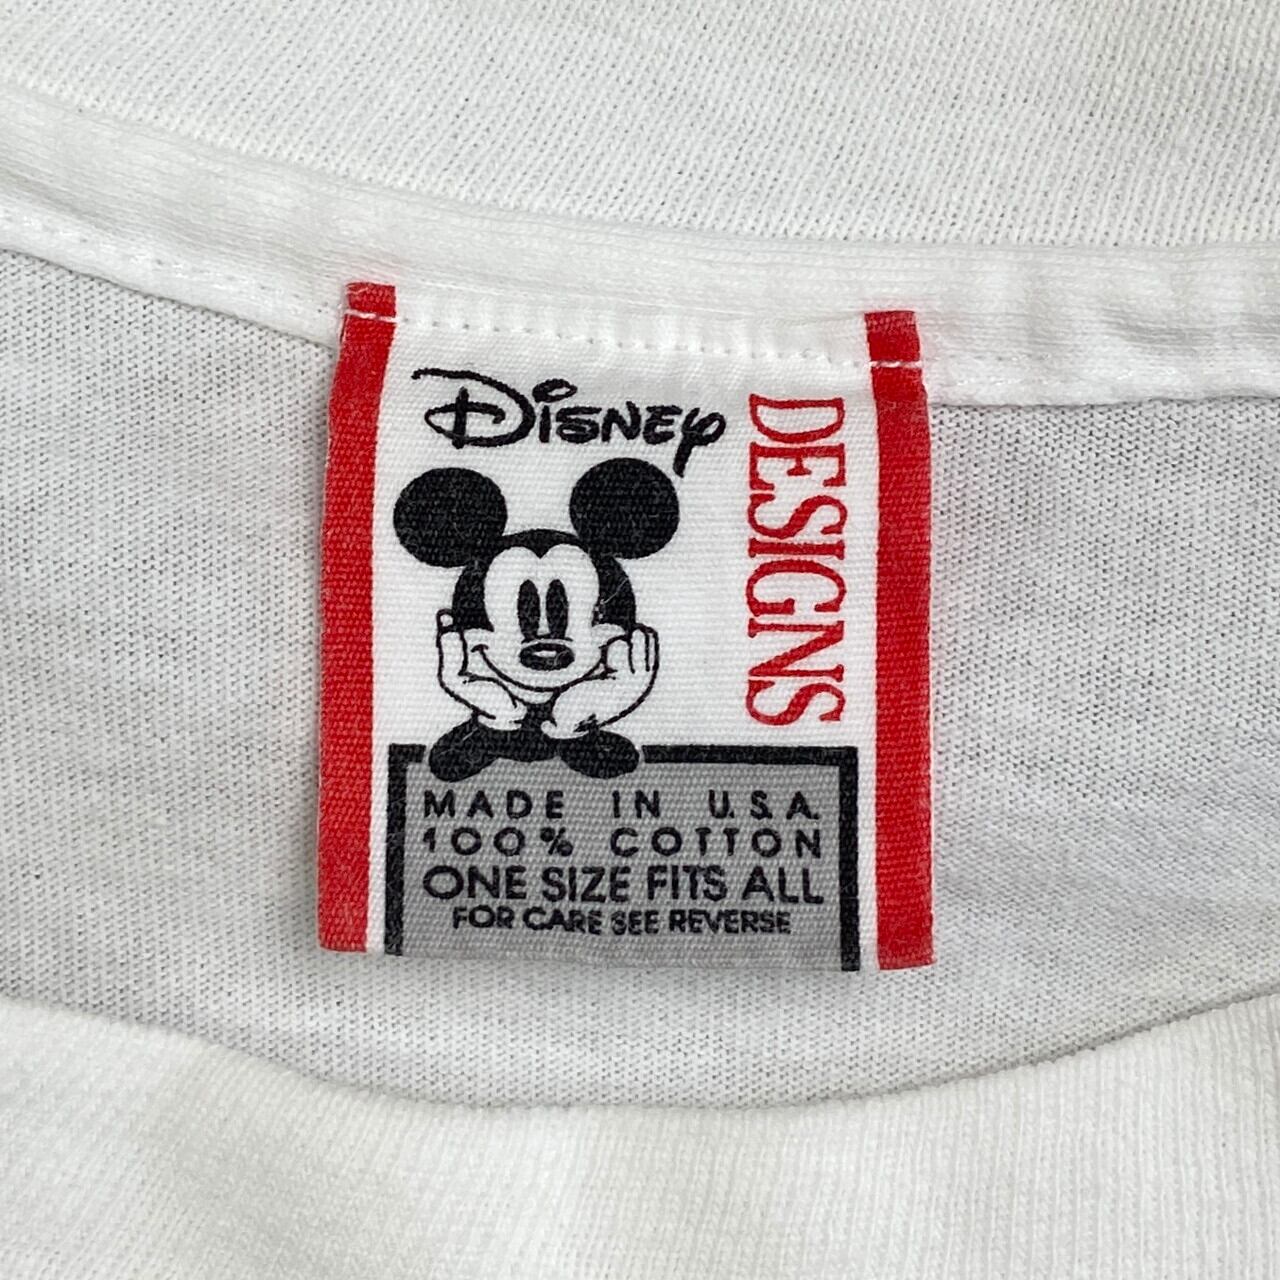 Disney
DESIGNS
MADE IN U.S.A.
100% COTTON
ONE SIZE FITS ALL
FOR CARE SEE REVERSE